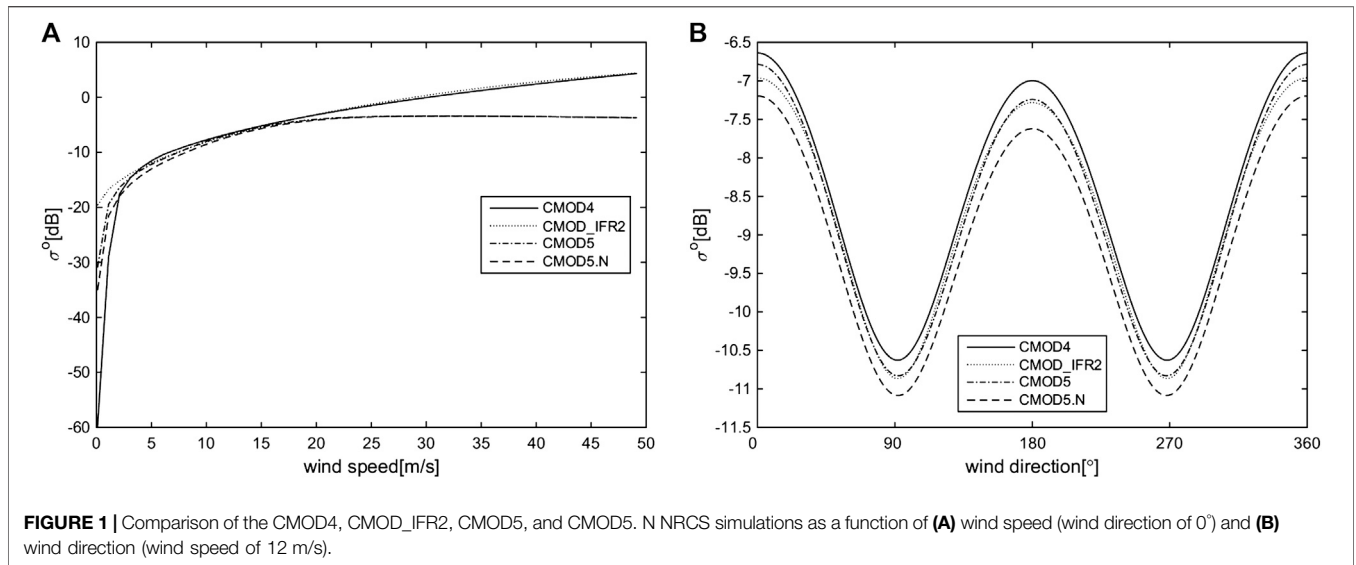 A
10
0
-10
-20
-30
-40
-50
-60
σ°[dB]
0 5 10 15 20 25 30 35 40 45 50
wind speed[m/s]
CMOD4
CMOD_IFR2
CMOD5
CMOD5.N
B
-6.5
-7
-7.5
-8
-8.5
-9
-9.5
-10
-10.5
-11
-11.5
σ°[dB]
0 90 180 270 360
wind direction[°]
CMOD4
CMOD_IFR2
CMOD5
CMOD5.N
FIGURE 1 | Comparison of the CMOD4, CMOD_IFR2, CMOD5, and CMOD5. N NRCS simulations as a function of (A) wind speed (wind direction of 0°) and (B)
wind direction (wind speed of 12 m/s).